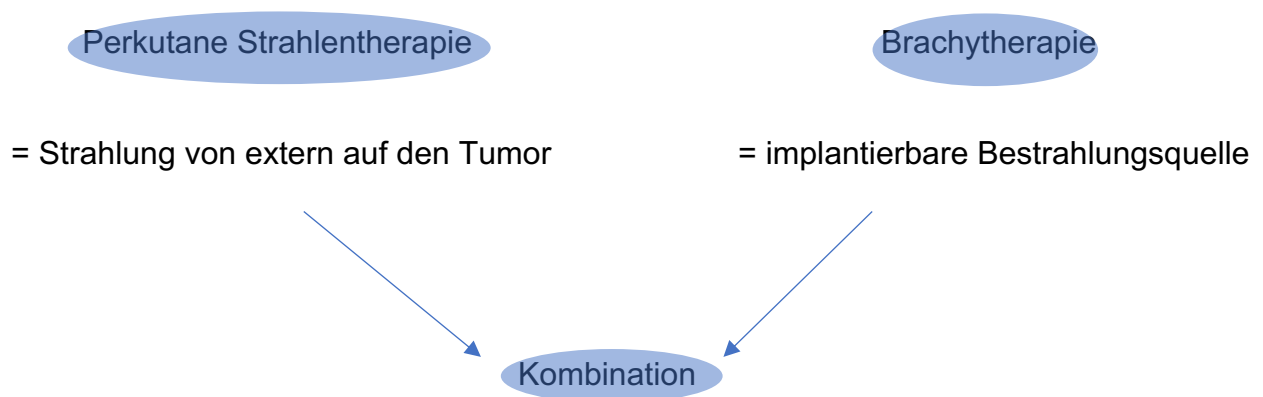 Perkutane Strahlentherapie
Brachytherapie
= Strahlung von extern auf den Tumor
= implantierbare Bestrahlungsquelle
Kombination